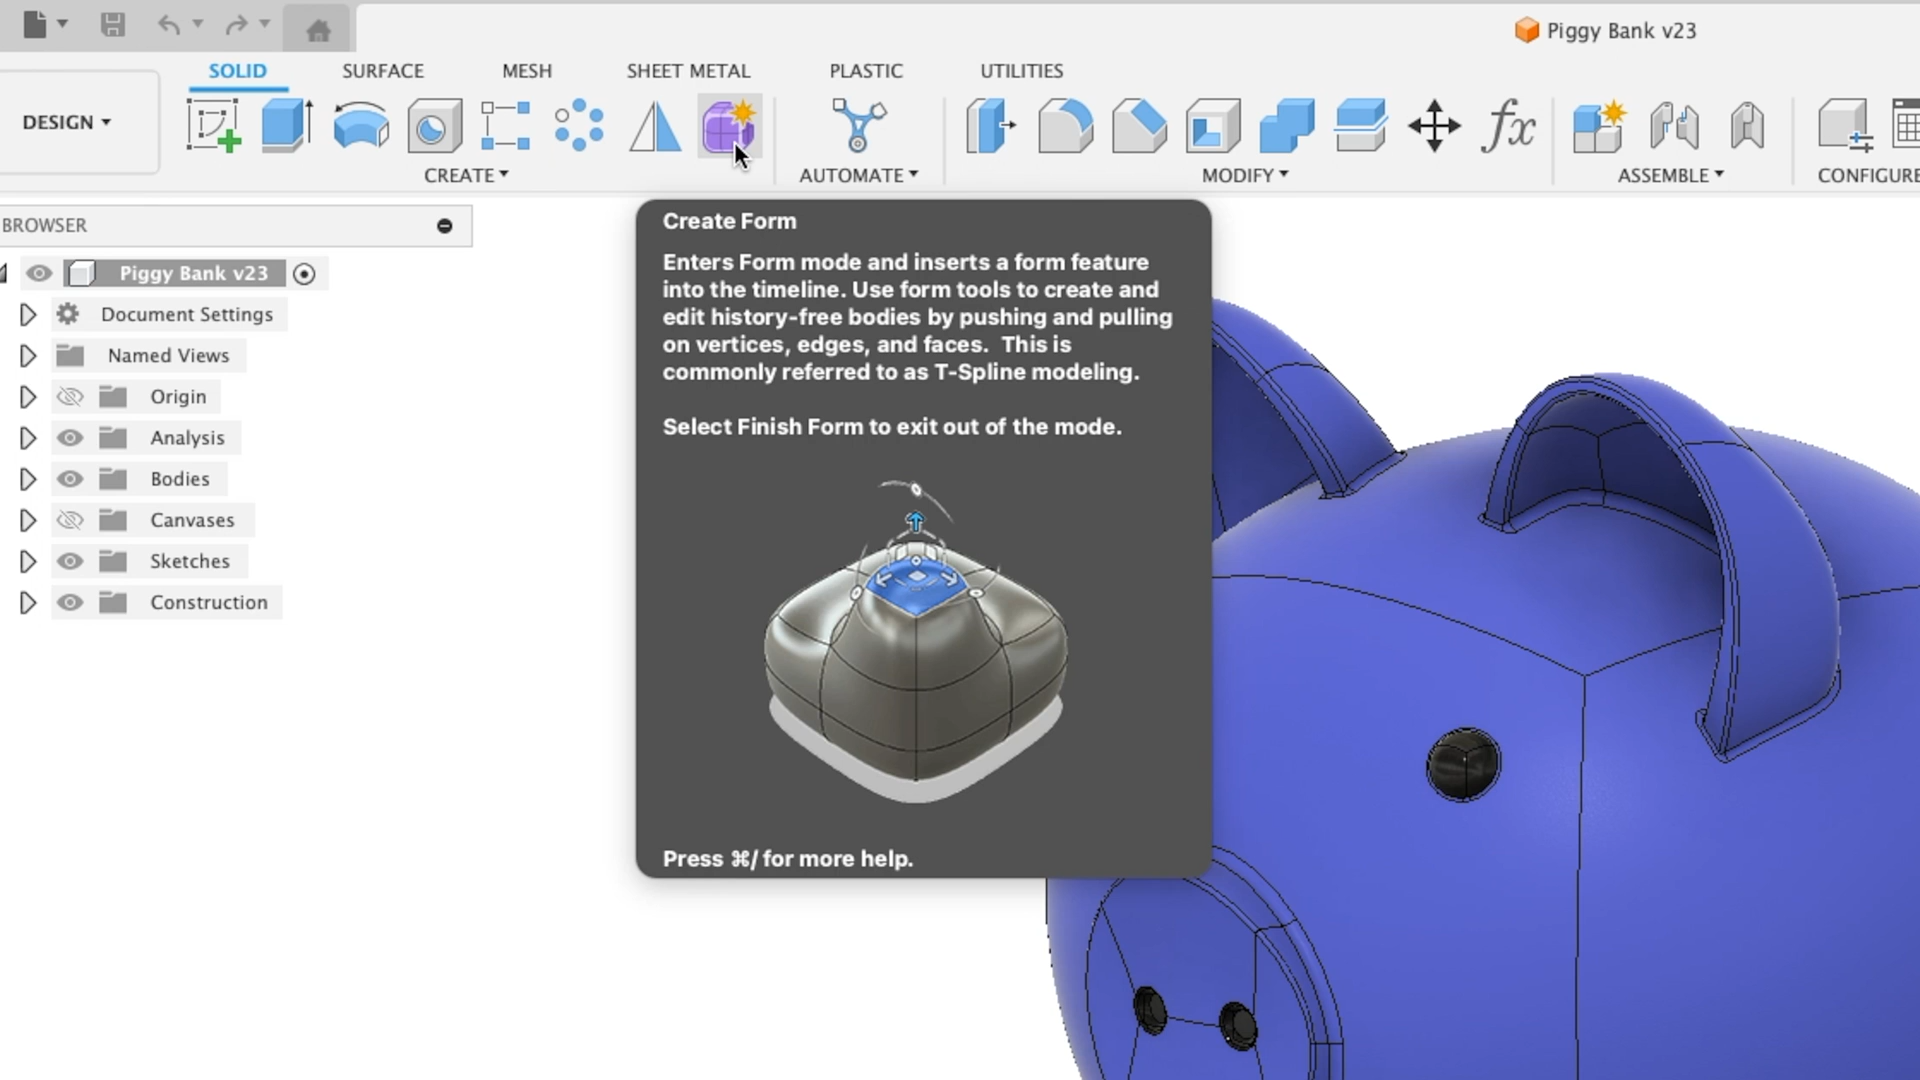 Piggy Bank v23
SOLID SURFACE MESH SHEET METAL PLASTIC UTILITIES
DESIGN
fx
CREATE AUTOMATE MODIFY ASSEMBLE CONFIGURE
BROWSER
Piggy Bank v23
Document Settings
Named Views
Origin
Analysis
Bodies
Canvases
Sketches
Construction
Create Form
Enters Form mode and inserts a form feature
into the timeline. Use form tools to create and
edit history-free bodies by pushing and pulling
on vertices, edges, and faces.  This is
commonly referred to as T-Spline modeling.
Select Finish Form to exit out of the mode.
Press ⌘/ for more help.